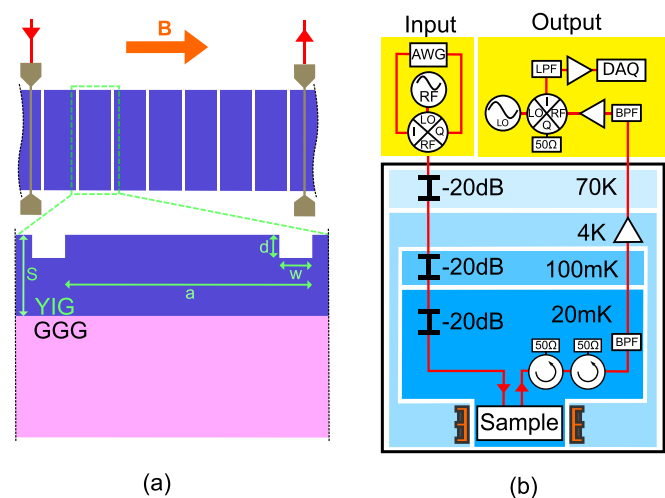 B
d
w
S
a
YIG
GGG
(a)
Input
Output
AWG
RF
LO
I
Q
RF
LPF
DAQ
LO
I
LO
RF
Q
50Ω
BPF
-20dB
70K
4K
-20dB
100mK
-20dB
20mK
50Ω
50Ω
BPF
Sample
(b)